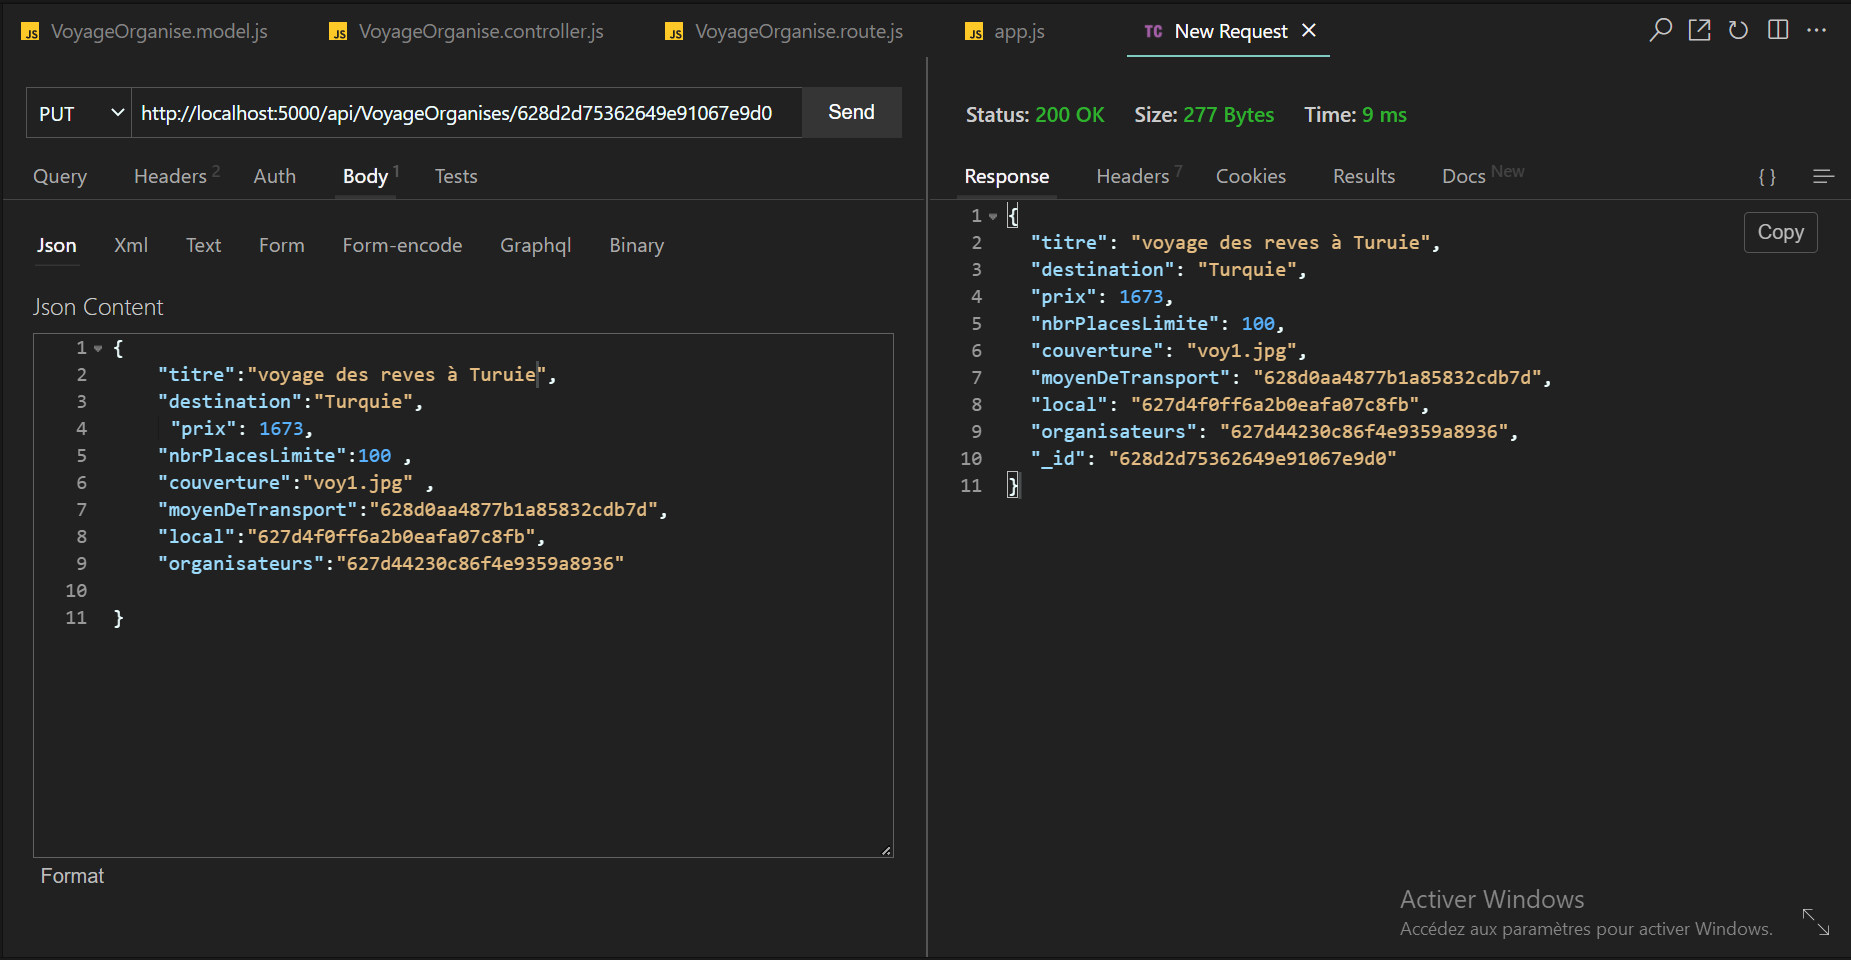 JS VoyageOrganise.model.js JS VoyageOrganise.controller.js JS VoyageOrganise.route.js JS app.js TC New Request
PUT http://localhost:5000/api/VoyageOrganises/628d2d75362649e91067e9d0 Send
Query Headers 2 Auth Body 1 Tests
Json Xml Text Form Form-encode Graphql Binary
Json Content
1 {
2 "titre":"voyage des reves à Turuie",
3 "destination":"Turquie",
4 "prix": 1673,
5 "nbrPlacesLimite":100 ,
6 "couverture":"voy1.jpg" ,
7 "moyenDeTransport":"628d0aa4877b1a85832cdb7d",
8 "local":"627d4f0ff6a2b0eafa07c8fb",
9 "organisateurs":"627d44230c86f4e9359a8936"
10
11 }
Format
Status: 200 OK Size: 277 Bytes Time: 9 ms
Response Headers 7 Cookies Results Docs New { }
Copy
1 {
2 "titre": "voyage des reves à Turuie",
3 "destination": "Turquie",
4 "prix": 1673,
5 "nbrPlacesLimite": 100,
6 "couverture": "voy1.jpg",
7 "moyenDeTransport": "628d0aa4877b1a85832cdb7d",
8 "local": "627d4f0ff6a2b0eafa07c8fb",
9 "organisateurs": "627d44230c86f4e9359a8936",
10 "_id": "628d2d75362649e91067e9d0"
11 }
Activer Windows
Accédez aux paramètres pour activer Windows.